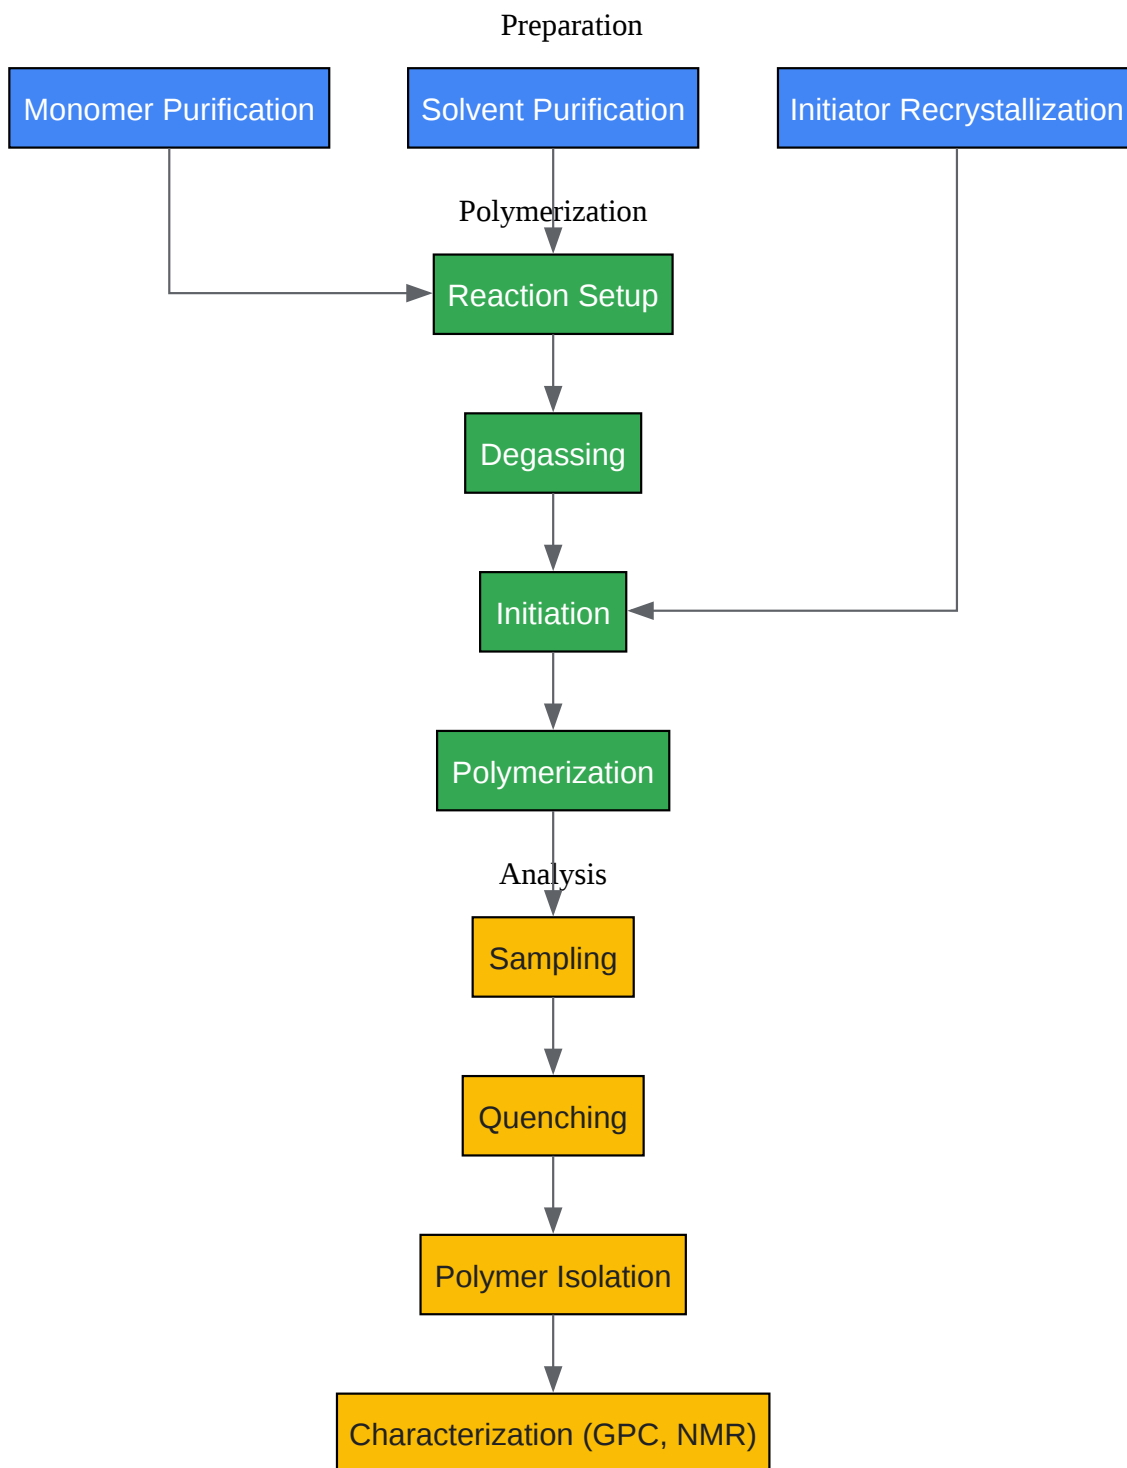 Preparation
Monomer Purification
Solvent Purification
Initiator Recrystallization
Polymerization
Reaction Setup
Degassing
Initiation
Polymerization
Analysis
Sampling
Quenching
Polymer Isolation
Characterization (GPC, NMR)